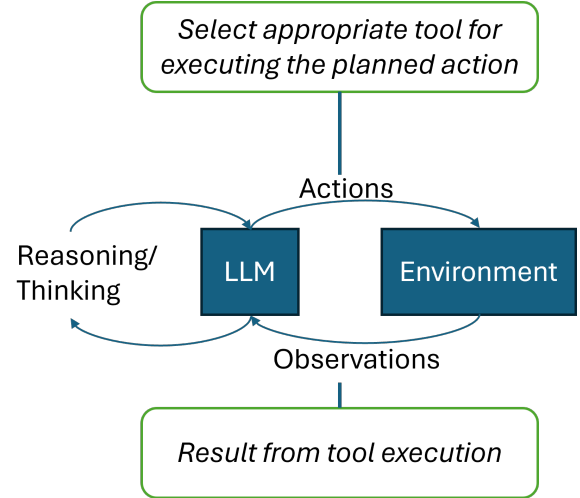 Select appropriate tool for
executing the planned action
Actions
Reasoning/
Thinking
LLM
Environment
Observations
Result from tool execution